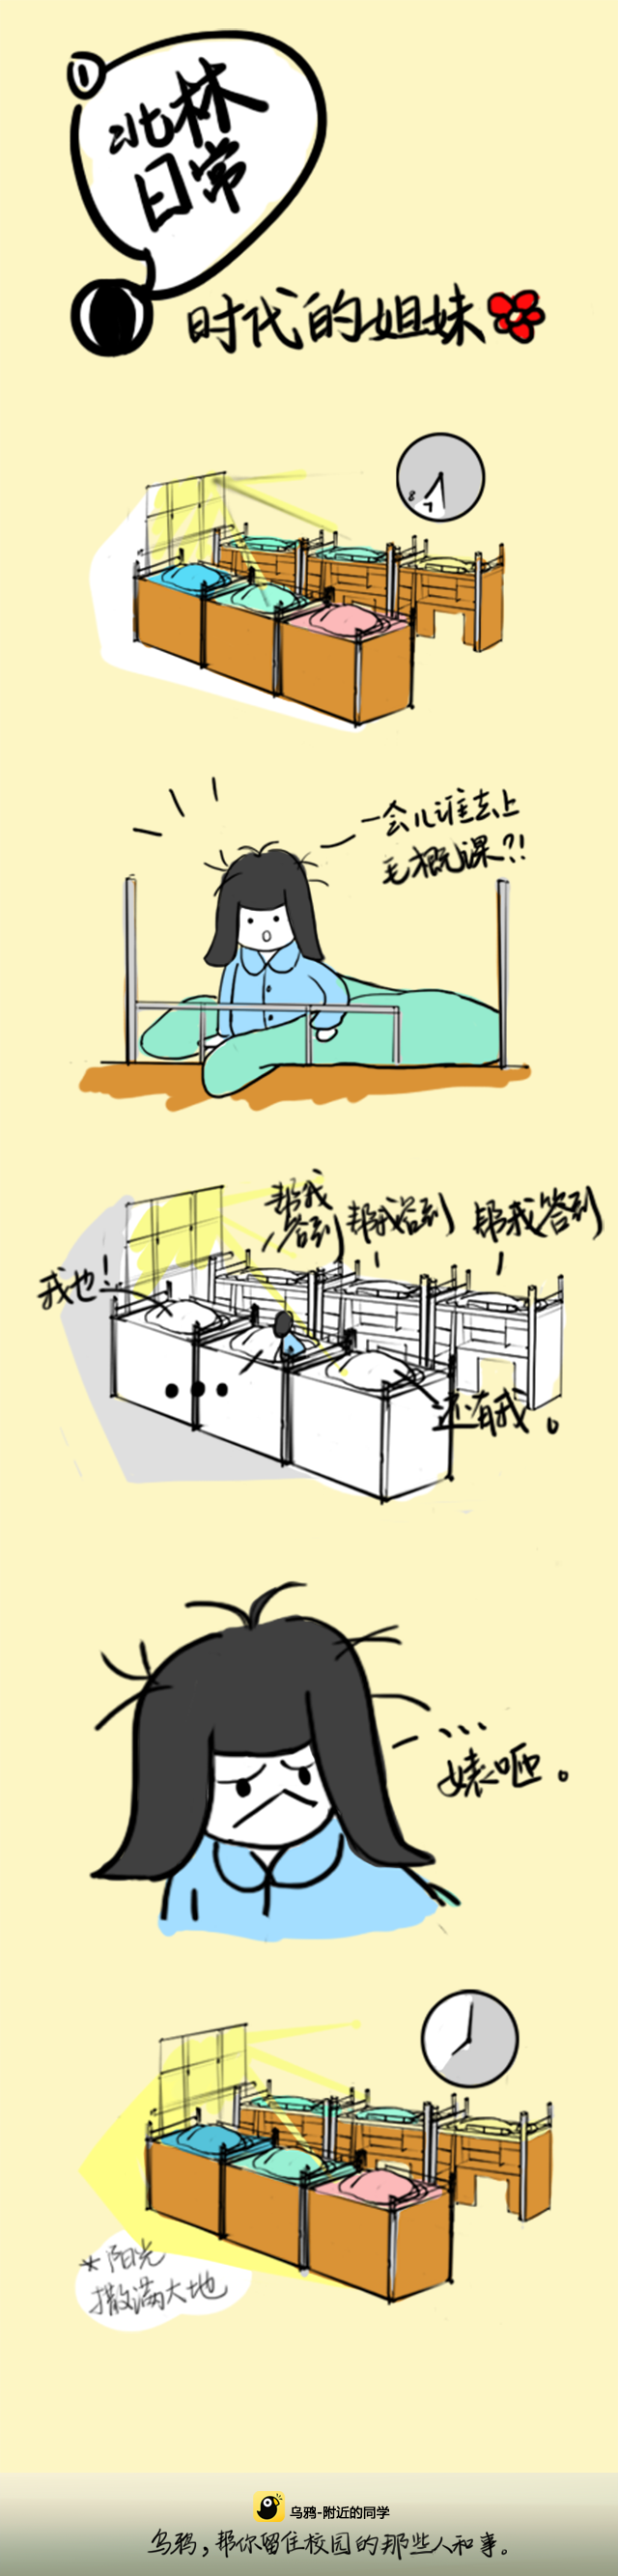 北林
日常
时代的姐妹
8
7
一会儿谁去上
毛概课?!
帮我
答到
帮我答到
帮我答到
我也!
还有我。
...
婊咂。
*阳光
撒满大地
乌鸦-附近的同学
乌鸦,帮你留住校园的那些人和事。